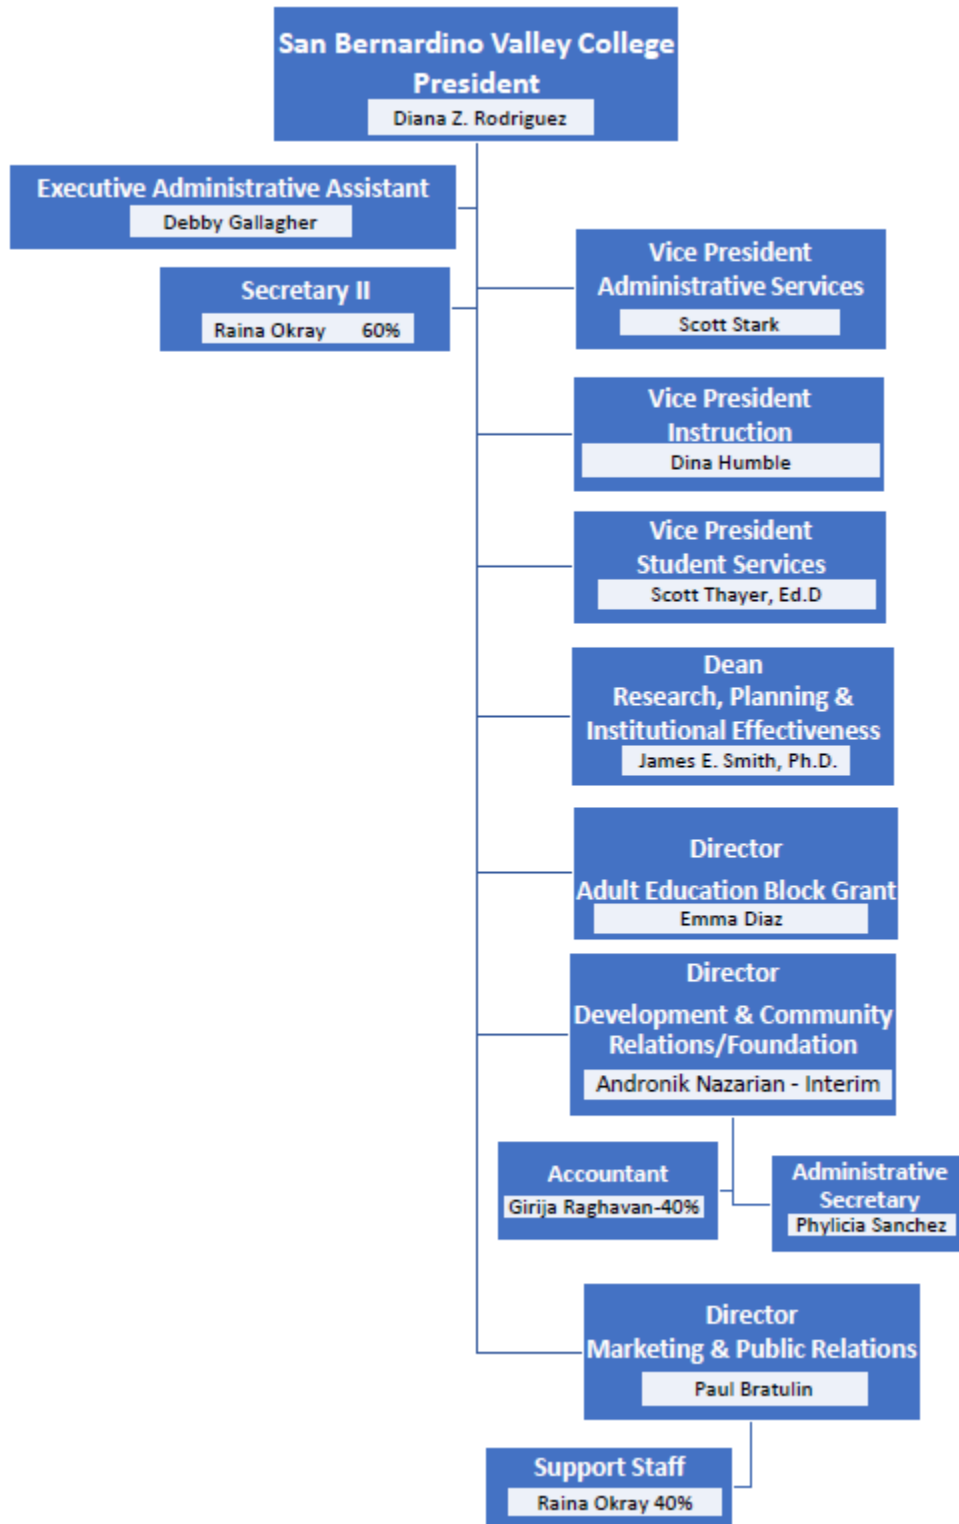 San Bernardino Valley College
President
Diana Z. Rodriguez
Executive Administrative Assistant
Debby Gallagher
Secretary II
Raina Okray 60%
Vice President
Administrative Services
Scott Stark
Vice President
Instruction
Dina Humble
Vice President
Student Services
Scott Thayer, Ed.D
Dean
Research, Planning &
Institutional Effectiveness
James E. Smith, Ph.D.
Director
Adult Education Block Grant
Emma Diaz
Director
Development & Community
Relations/Foundation
Andronik Nazarian - Interim
Accountant
Girija Raghavan-40%
Administrative
Secretary
Phylicia Sanchez
Director
Marketing & Public Relations
Paul Bratulin
Support Staff
Raina Okray 40%